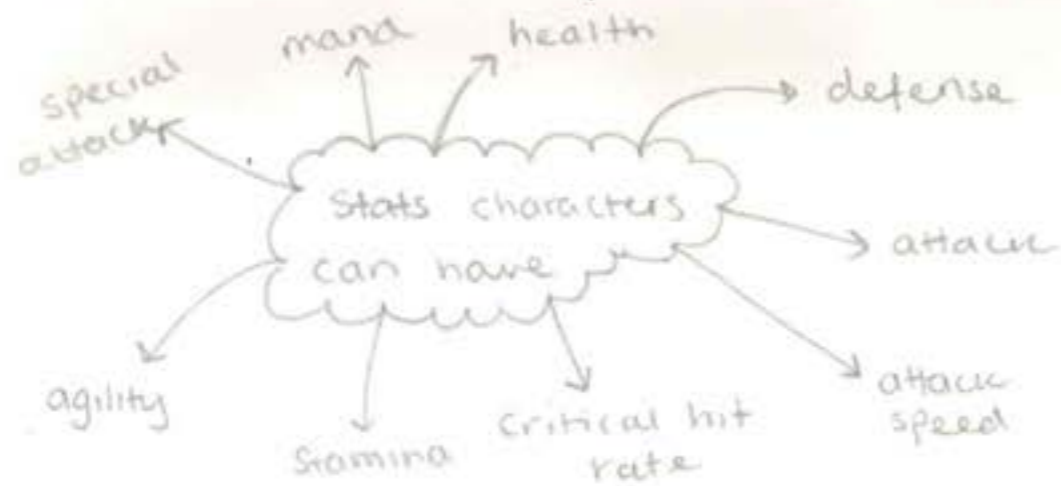 Stats characters
can have
mana
health
defense
attack
attack
speed
critical hit
rate
Stamina
agility
special
attack